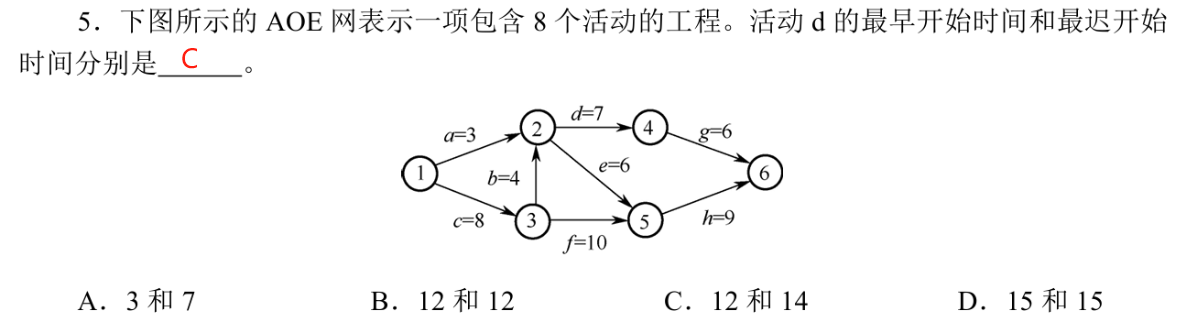 5．下图所示的 AOE 网表示一项包含 8 个活动的工程。活动 d 的最早开始时间和最迟开始
时间分别是 C 。
d=7
2
4
a=3
g=6
e=6
1
b=4
6
c=8
3
5
h=9
f=10
A．3 和 7 B．12 和 12 C．12 和 14 D．15 和 15